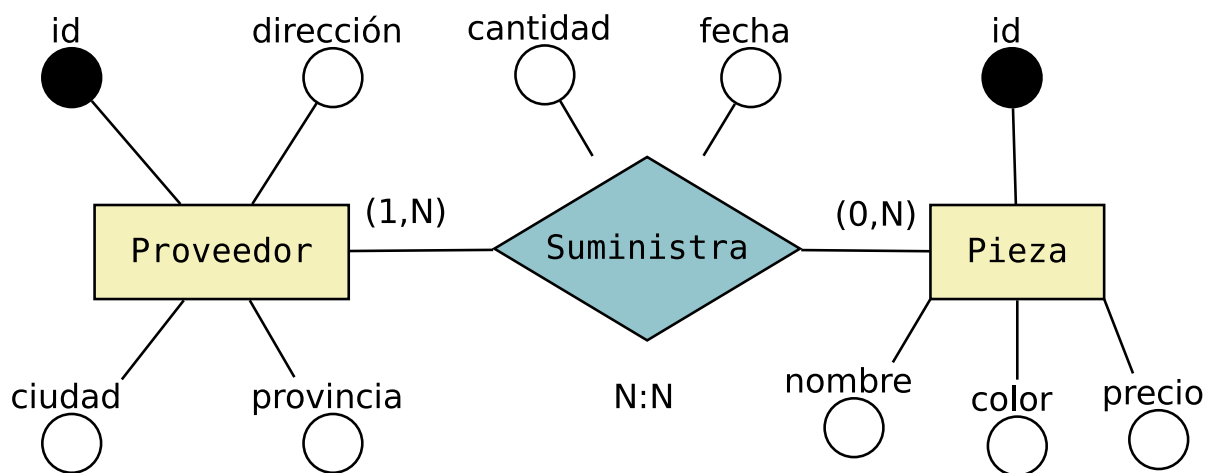 id
dirección
cantidad
fecha
id
(1,N)
(0,N)
Proveedor
Suministra
Pieza
ciudad
provincia
N:N
nombre
color
precio